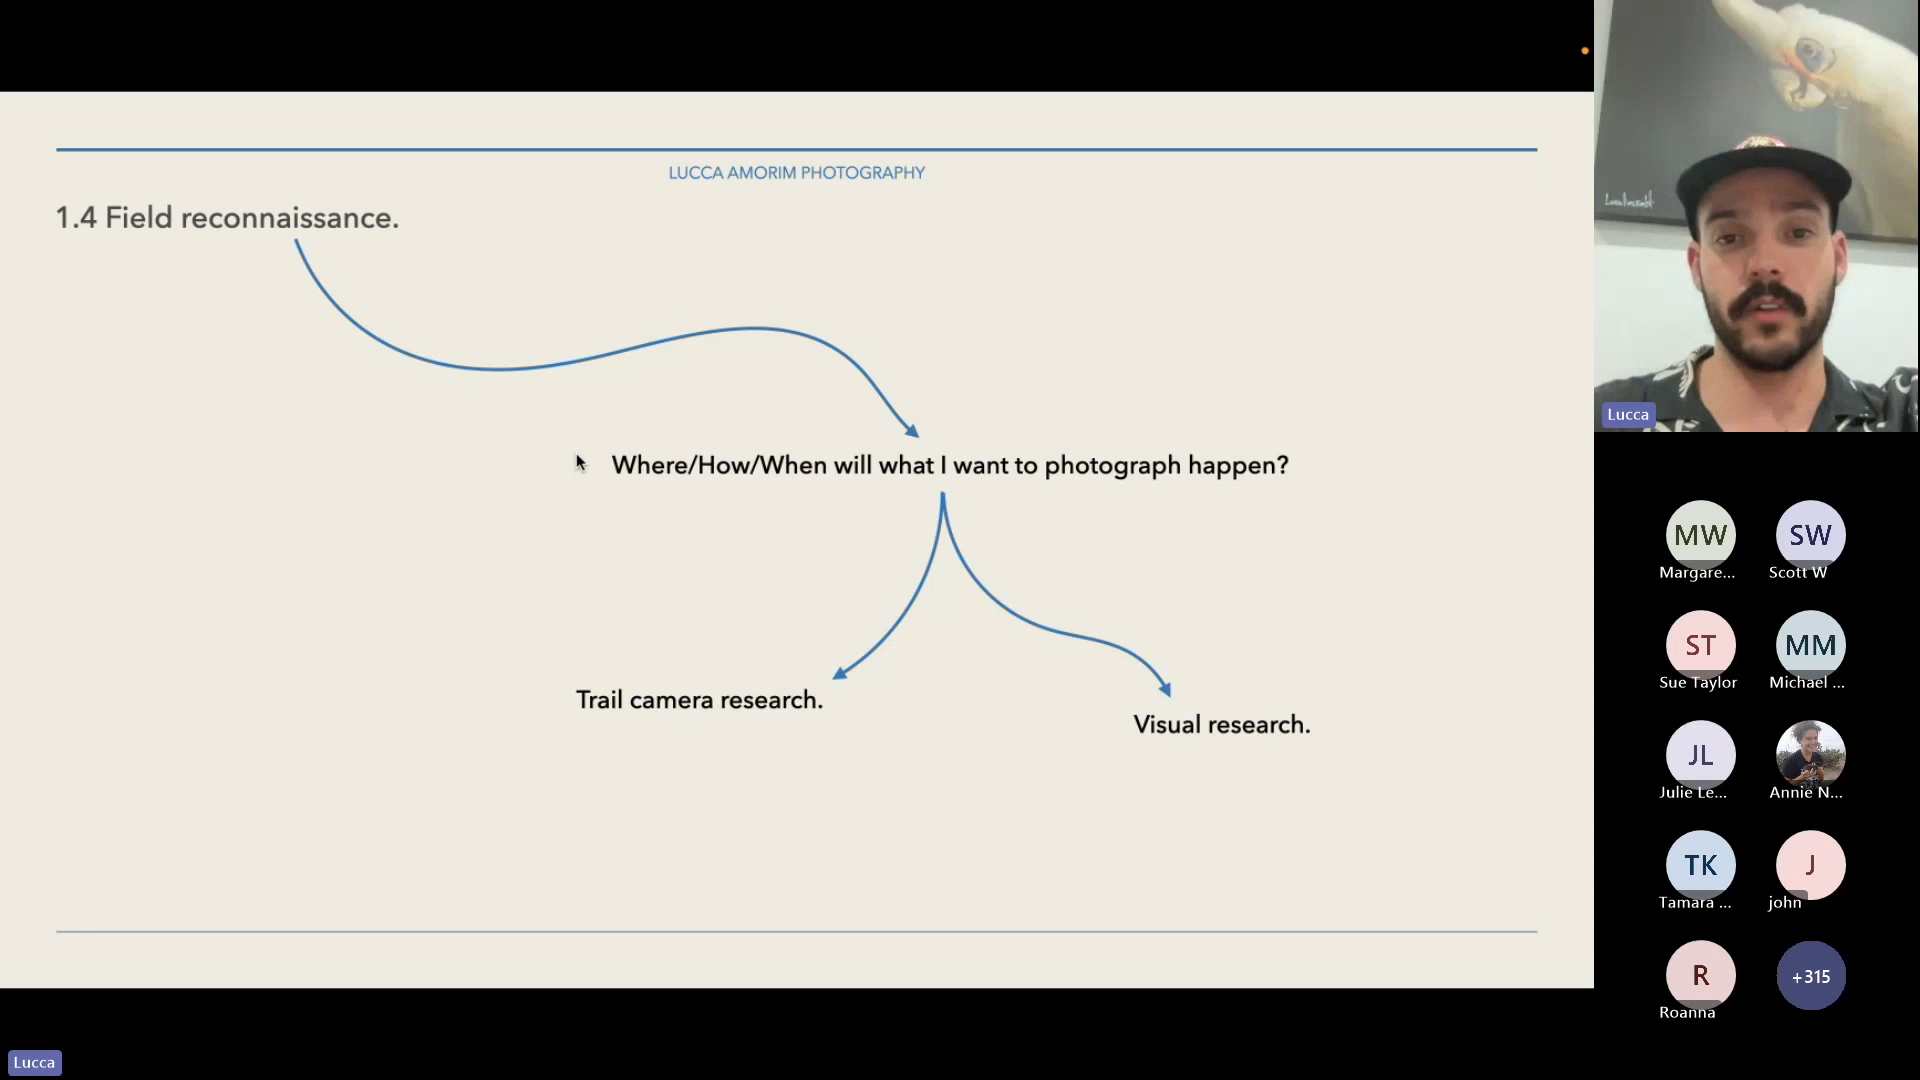 LUCCA AMORIM PHOTOGRAPHY
1.4 Field reconnaissance.
Where/How/When will what I want to photograph happen?
Trail camera research.
Visual research.
Lucca
MW
Margare...
SW
Scott W
ST
Sue Taylor
MM
Michael ...
JL
Julie Le...
Annie N...
TK
Tamara ...
J
john
R
Roanna
+315
Lucca